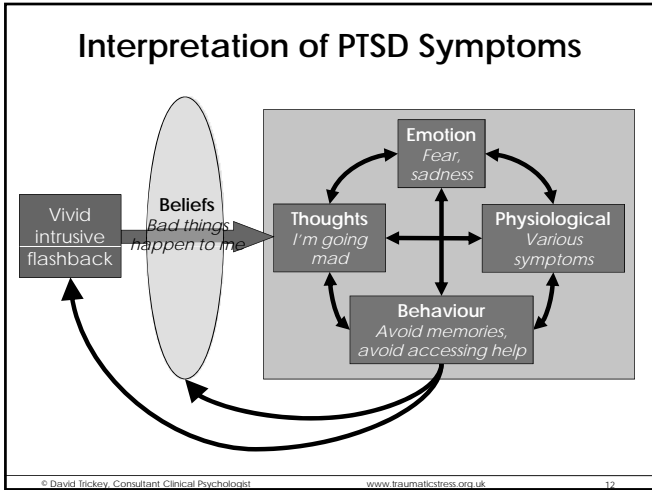 Interpretation of PTSD Symptoms
Vivid
intrusive
flashback
Beliefs
Bad things
happen to me
Emotion
Fear,
sadness
Thoughts
I'm going
mad
Physiological
Various
symptoms
Behaviour
Avoid memories,
avoid accessing help
© David Trickey, Consultant Clinical Psychologist
www.traumaticstress.org.uk
12